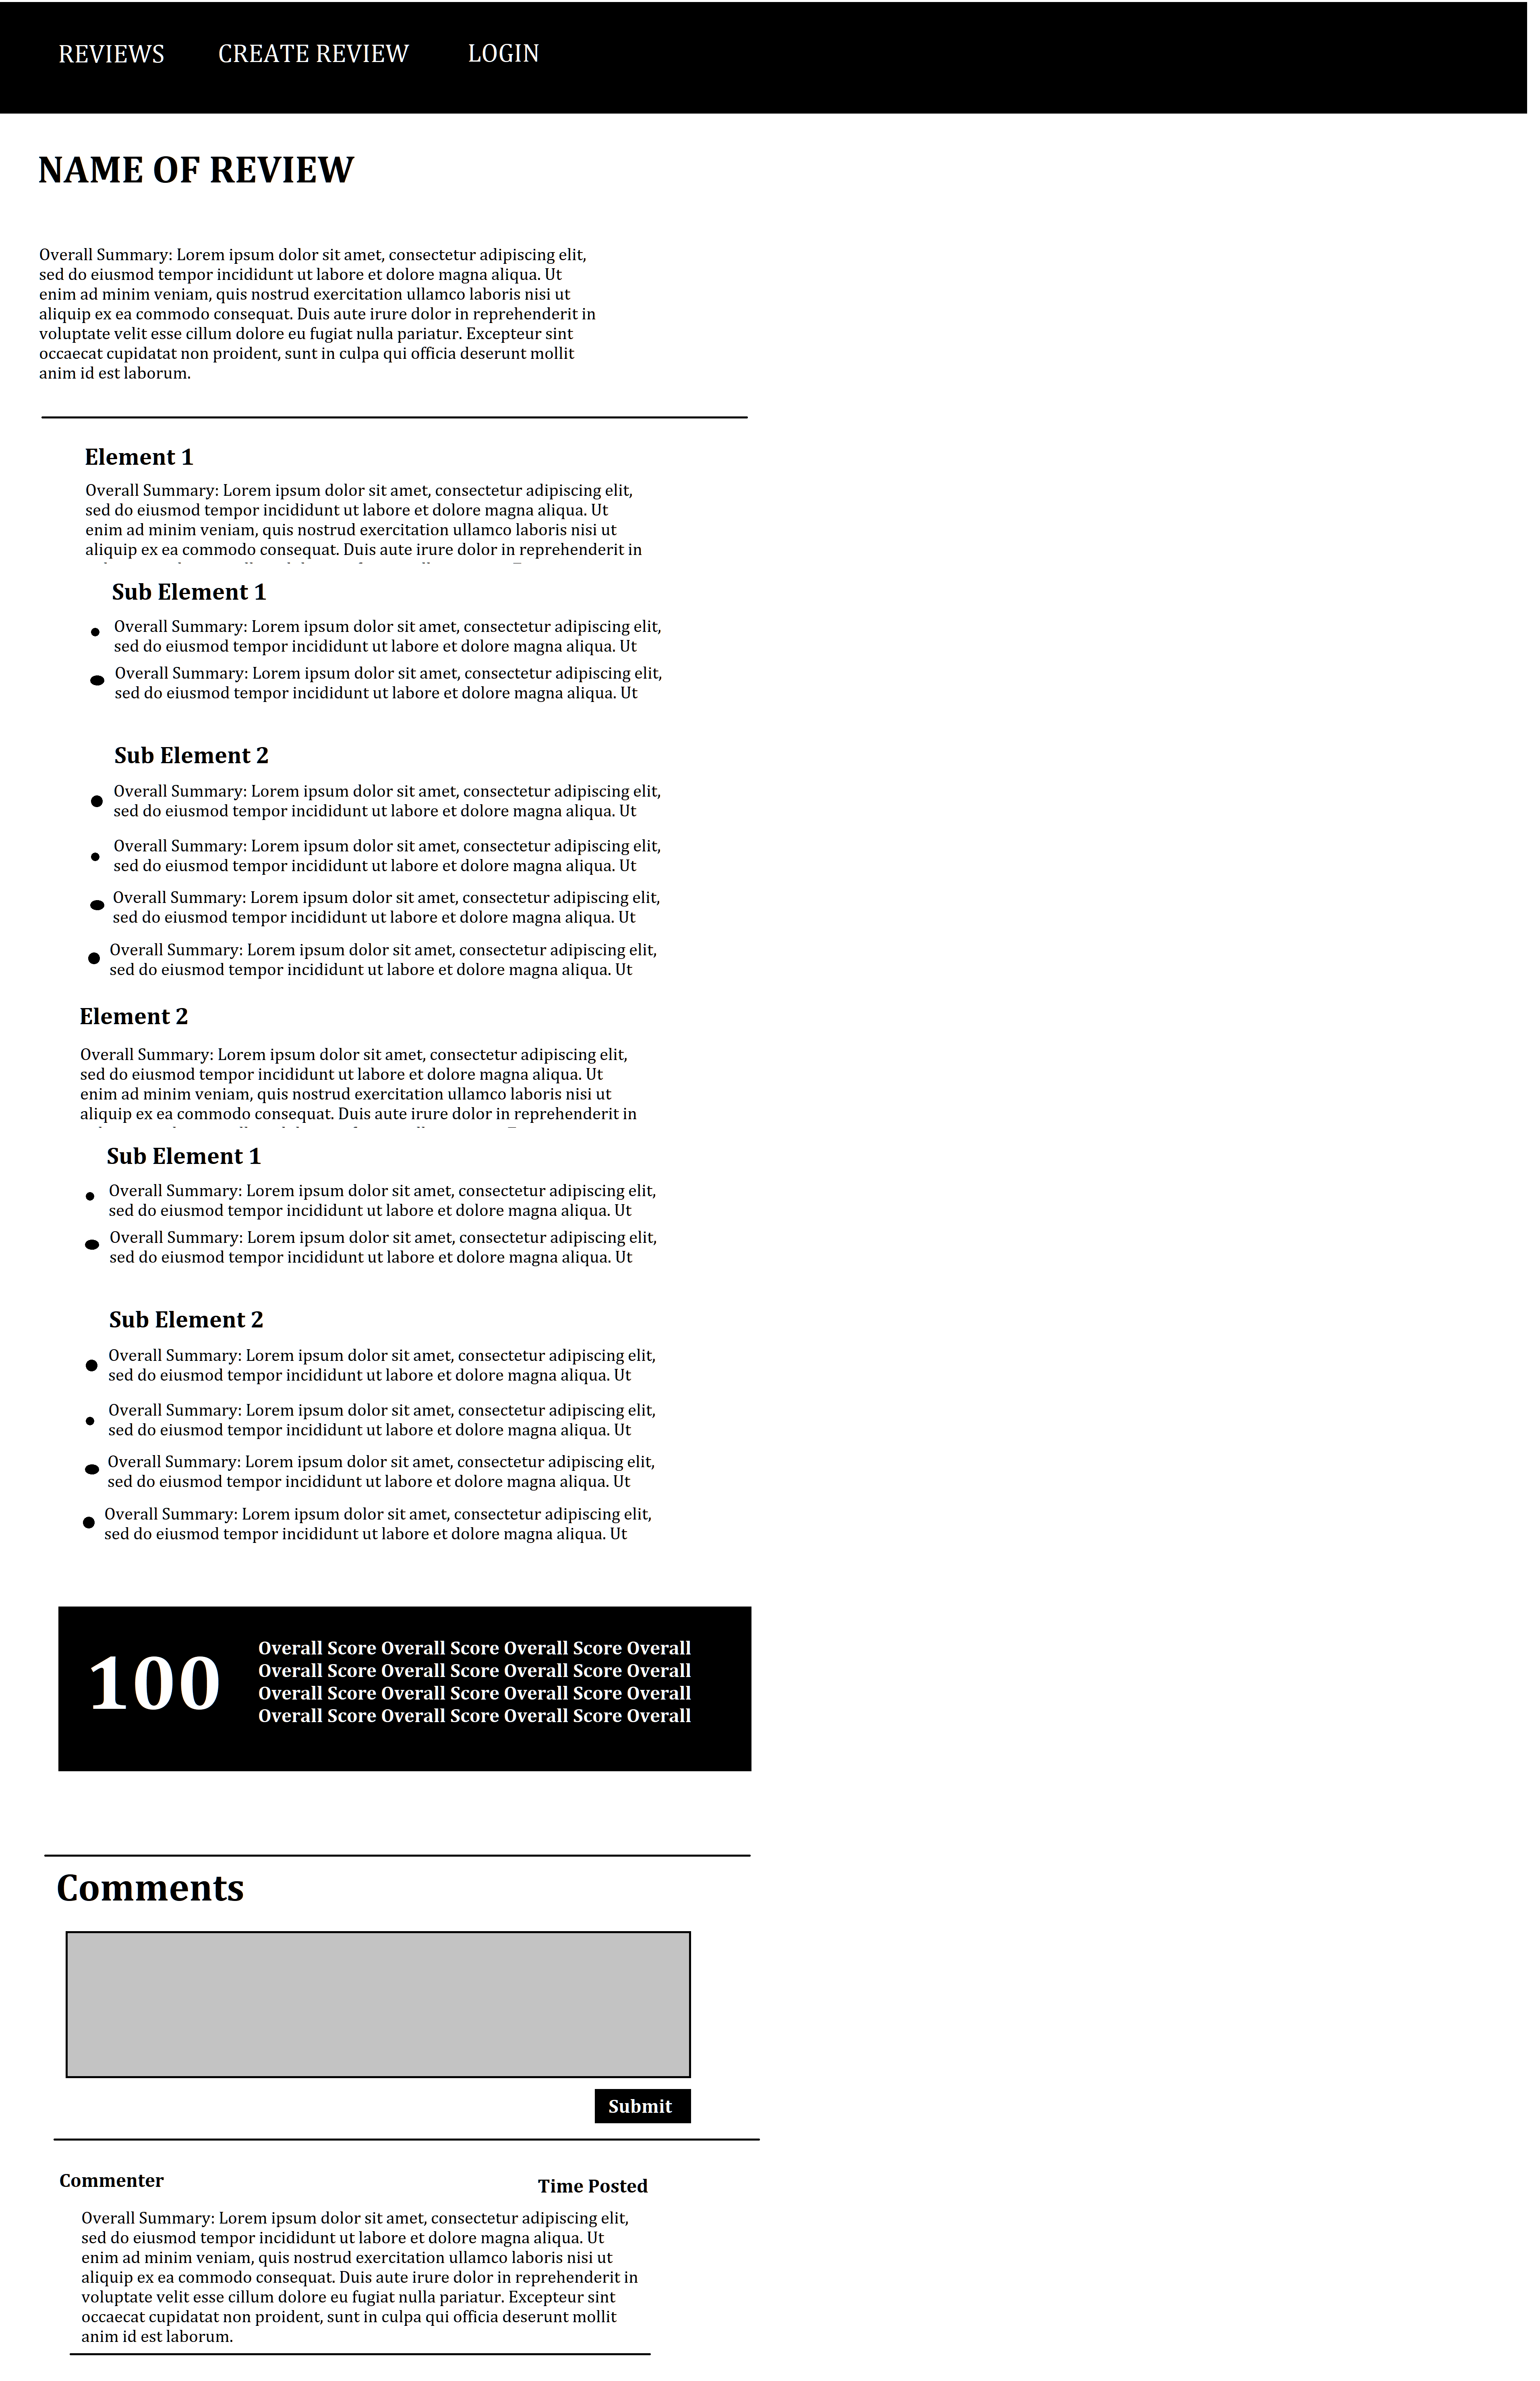 REVIEWS CREATE REVIEW LOGIN
NAME OF REVIEW
Overall Summary: Lorem ipsum dolor sit amet, consectetur adipiscing elit,
sed do eiusmod tempor incididunt ut labore et dolore magna aliqua. Ut
enim ad minim veniam, quis nostrud exercitation ullamco laboris nisi ut
aliquip ex ea commodo consequat. Duis aute irure dolor in reprehenderit in
voluptate velit esse cillum dolore eu fugiat nulla pariatur. Excepteur sint
occaecat cupidatat non proident, sunt in culpa qui officia deserunt mollit
anim id est laborum.
Element 1
Overall Summary: Lorem ipsum dolor sit amet, consectetur adipiscing elit,
sed do eiusmod tempor incididunt ut labore et dolore magna aliqua. Ut
enim ad minim veniam, quis nostrud exercitation ullamco laboris nisi ut
aliquip ex ea commodo consequat. Duis aute irure dolor in reprehenderit in
Sub Element 1
Overall Summary: Lorem ipsum dolor sit amet, consectetur adipiscing elit,
sed do eiusmod tempor incididunt ut labore et dolore magna aliqua. Ut
Overall Summary: Lorem ipsum dolor sit amet, consectetur adipiscing elit,
sed do eiusmod tempor incididunt ut labore et dolore magna aliqua. Ut
Sub Element 2
Overall Summary: Lorem ipsum dolor sit amet, consectetur adipiscing elit,
sed do eiusmod tempor incididunt ut labore et dolore magna aliqua. Ut
Overall Summary: Lorem ipsum dolor sit amet, consectetur adipiscing elit,
sed do eiusmod tempor incididunt ut labore et dolore magna aliqua. Ut
Overall Summary: Lorem ipsum dolor sit amet, consectetur adipiscing elit,
sed do eiusmod tempor incididunt ut labore et dolore magna aliqua. Ut
Overall Summary: Lorem ipsum dolor sit amet, consectetur adipiscing elit,
sed do eiusmod tempor incididunt ut labore et dolore magna aliqua. Ut
Element 2
Overall Summary: Lorem ipsum dolor sit amet, consectetur adipiscing elit,
sed do eiusmod tempor incididunt ut labore et dolore magna aliqua. Ut
enim ad minim veniam, quis nostrud exercitation ullamco laboris nisi ut
aliquip ex ea commodo consequat. Duis aute irure dolor in reprehenderit in
Sub Element 1
Overall Summary: Lorem ipsum dolor sit amet, consectetur adipiscing elit,
sed do eiusmod tempor incididunt ut labore et dolore magna aliqua. Ut
Overall Summary: Lorem ipsum dolor sit amet, consectetur adipiscing elit,
sed do eiusmod tempor incididunt ut labore et dolore magna aliqua. Ut
Sub Element 2
Overall Summary: Lorem ipsum dolor sit amet, consectetur adipiscing elit,
sed do eiusmod tempor incididunt ut labore et dolore magna aliqua. Ut
Overall Summary: Lorem ipsum dolor sit amet, consectetur adipiscing elit,
sed do eiusmod tempor incididunt ut labore et dolore magna aliqua. Ut
Overall Summary: Lorem ipsum dolor sit amet, consectetur adipiscing elit,
sed do eiusmod tempor incididunt ut labore et dolore magna aliqua. Ut
Overall Summary: Lorem ipsum dolor sit amet, consectetur adipiscing elit,
sed do eiusmod tempor incididunt ut labore et dolore magna aliqua. Ut
100
Overall Score Overall Score Overall Score Overall
Overall Score Overall Score Overall Score Overall
Overall Score Overall Score Overall Score Overall
Overall Score Overall Score Overall Score Overall
Comments
Submit
Commenter Time Posted
Overall Summary: Lorem ipsum dolor sit amet, consectetur adipiscing elit,
sed do eiusmod tempor incididunt ut labore et dolore magna aliqua. Ut
enim ad minim veniam, quis nostrud exercitation ullamco laboris nisi ut
aliquip ex ea commodo consequat. Duis aute irure dolor in reprehenderit in
voluptate velit esse cillum dolore eu fugiat nulla pariatur. Excepteur sint
occaecat cupidatat non proident, sunt in culpa qui officia deserunt mollit
anim id est laborum.